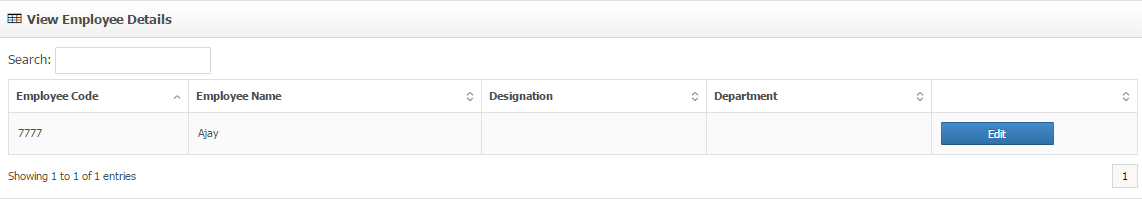 View Employee Details
Search:
Employee Code Employee Name Designation Department
7777 Ajay Edit
Showing 1 to 1 of 1 entries 1